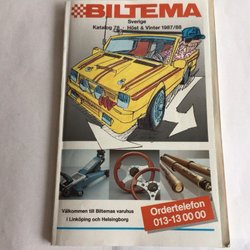 BILTEMA
Sverige
Katalog 78 - Höst & Vinter 1987/88
Välkommen till Biltemas varuhus
i Linköping och Helsingborg
Ordertelefon
013-13 00 00